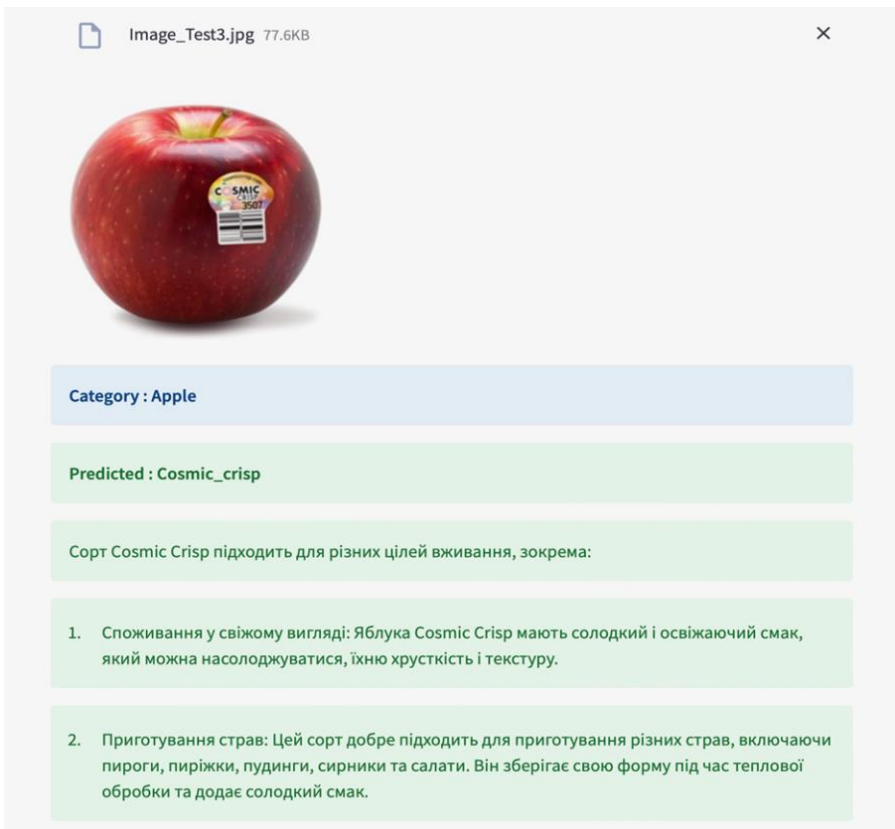 Image_Test3.jpg 77.6KB
COSMIC
CRISP
3507
Category : Apple
Predicted : Cosmic_crisp
Сорт Cosmic Crisp підходить для різних цілей вживання, зокрема:
1. Споживання у свіжому вигляді: Яблука Cosmic Crisp мають солодкий і освіжаючий смак,
який можна насолоджуватися, їхню хрусткість і текстуру.
2. Приготування страв: Цей сорт добре підходить для приготування різних страв, включаючи
пироги, пиріжки, пудинги, сирники та салати. Він зберігає свою форму під час теплової
обробки та додає солодкий смак.